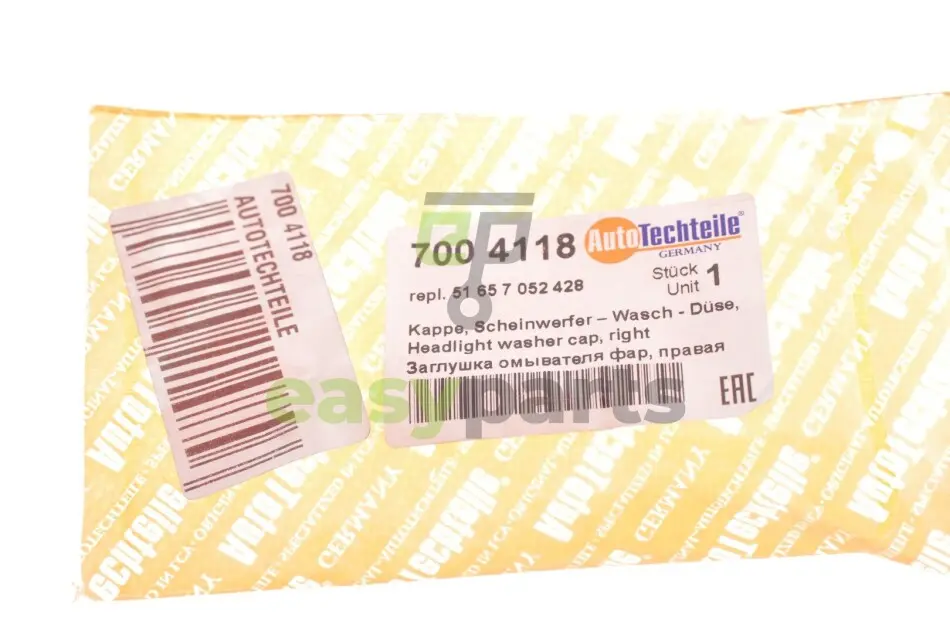 700 4118
AUTOTECHTEILE
700 4118
AutoTechteile®
GERMANY
repl. 51 65 7 052 428
Stück
Unit 1
Kappe, Scheinwerfer – Wasch - Düse,
Headlight washer cap, right
Заглушка омывателя фар, правая
EAC
easyparts